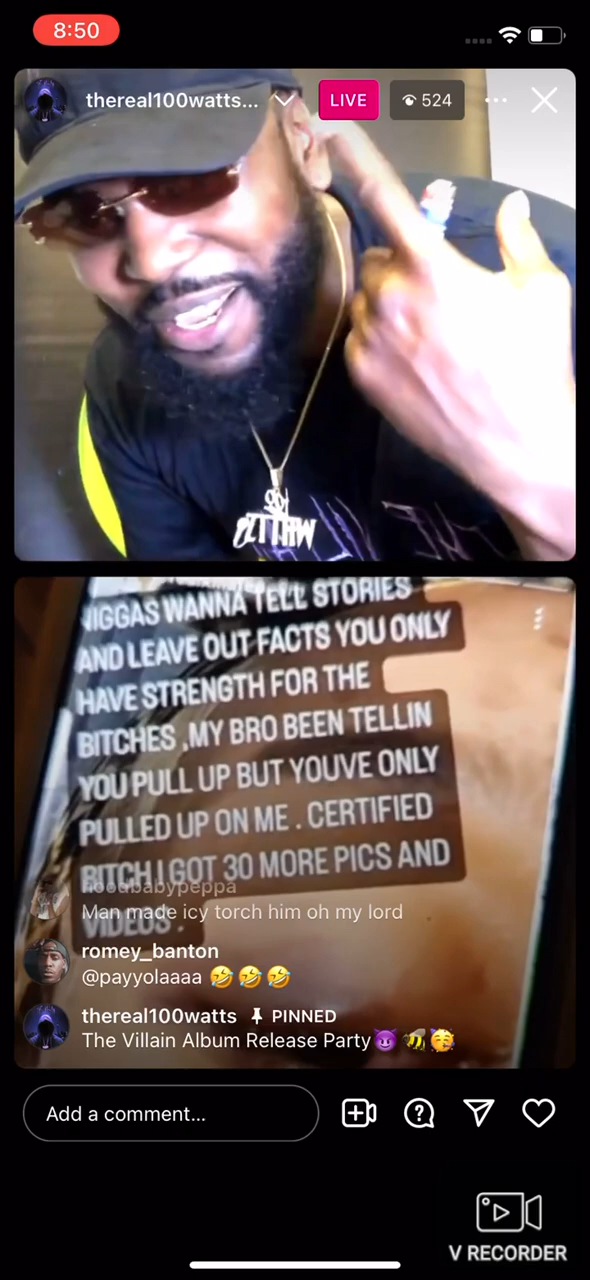 8:50
thereal100watts...
LIVE
524
NIGGAS WANNA TELL STORIES
AND LEAVE OUT FACTS YOU ONLY
HAVE STRENGTH FOR THE
BITCHES ,MY BRO BEEN TELLIN
YOU PULL UP BUT YOUVE ONLY
PULLED UP ON ME . CERTIFIED
BITCH I GOT 30 MORE PICS AND
VIDEOS .
hoodbabypeppa
Man made icy torch him oh my lord
romey_banton
@payyolaaaa 🤣🤣🤣
thereal100watts PINNED
The Villain Album Release Party😈🐝🥳
Add a comment...
V RECORDER